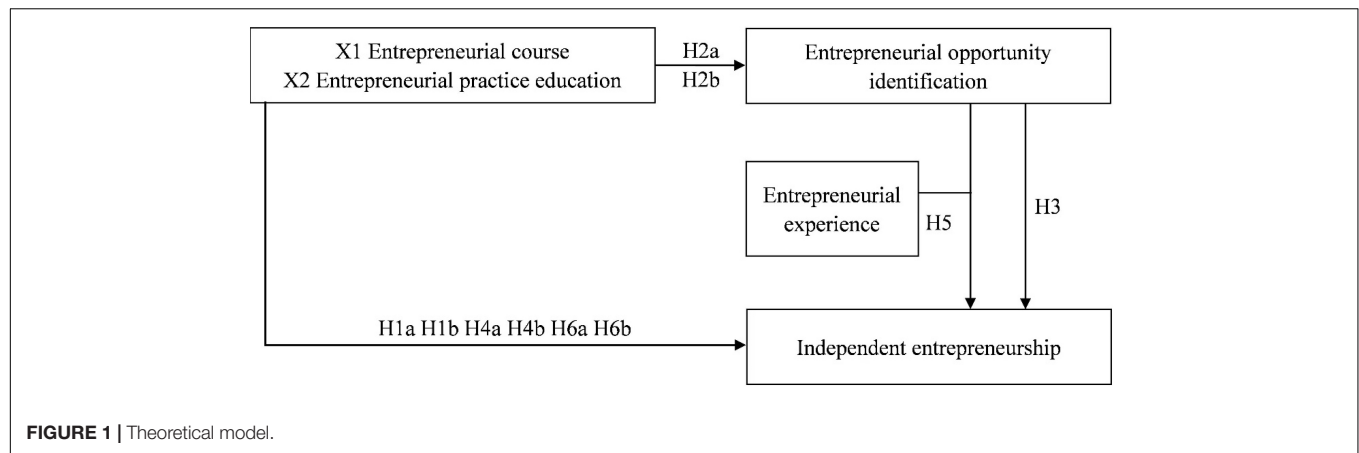 X1 Entrepreneurial course
X2 Entrepreneurial practice education
H2a
H2b
Entrepreneurial opportunity
identification
Entrepreneurial
experience
H5
H3
H1a H1b H4a H4b H6a H6b
Independent entrepreneurship
FIGURE 1 | Theoretical model.